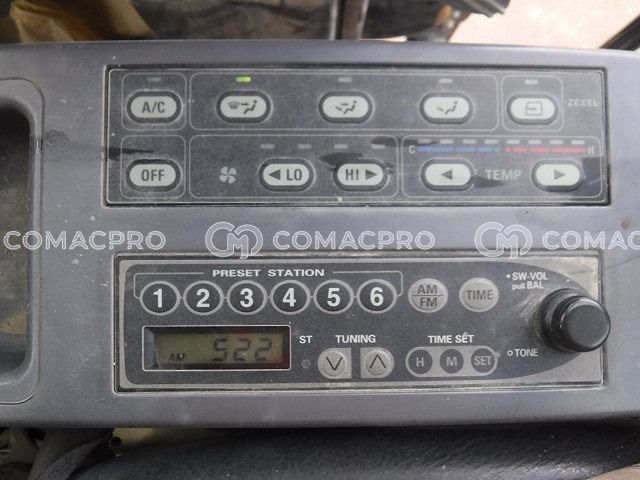 A/C
ZEXEL
C H
OFF LO HI TEMP
COMACPRO COMACPRO COMACPRO
PRESET STATION
1 2 3 4 5 6 AM FM TIME
SW-VOL
pull BAL
AM 522 ST TUNING TIME SET
H M SET TONE